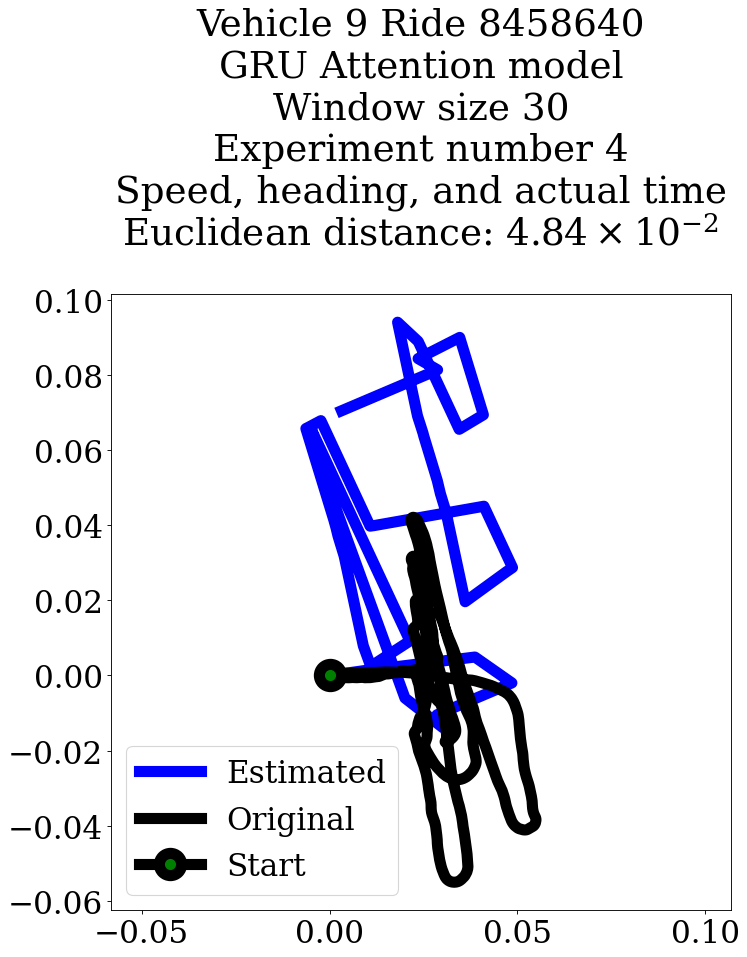 Vehicle 9 Ride 8458640
GRU Attention model
Window size 30
Experiment number 4
Speed, heading, and actual time
Euclidean distance: 4.84 × 10⁻²
0.10
0.08
0.06
0.04
0.02
0.00
−0.02
−0.04
−0.06
Estimated
Original
Start
−0.05
0.00
0.05
0.10